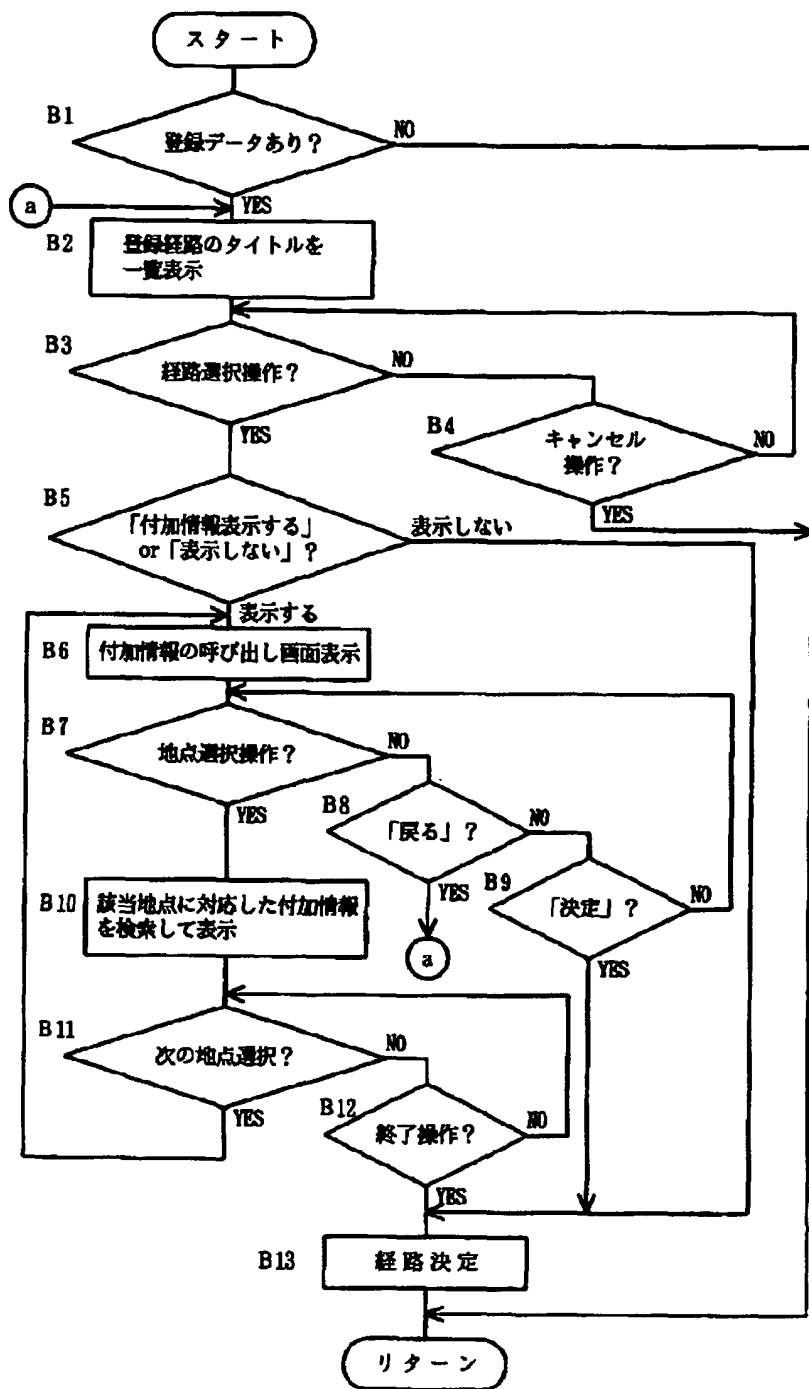 スタート
B1
登録データあり？
NO
YES
a
B2
登録経路のタイトルを
一覧表示
B3
経路選択操作？
NO
YES
B4
キャンセル
操作？
NO
YES
B5
「付加情報表示する」
or「表示しない」？
表示しない
表示する
B6
付加情報の呼び出し画面表示
B7
地点選択操作？
NO
YES
B8
「戻る」？
NO
YES
a
B9
「決定」？
NO
YES
B10
該当地点に対応した付加情報
を検索して表示
B11
次の地点選択？
NO
YES
B12
終了操作？
NO
YES
B13
経路決定
リターン